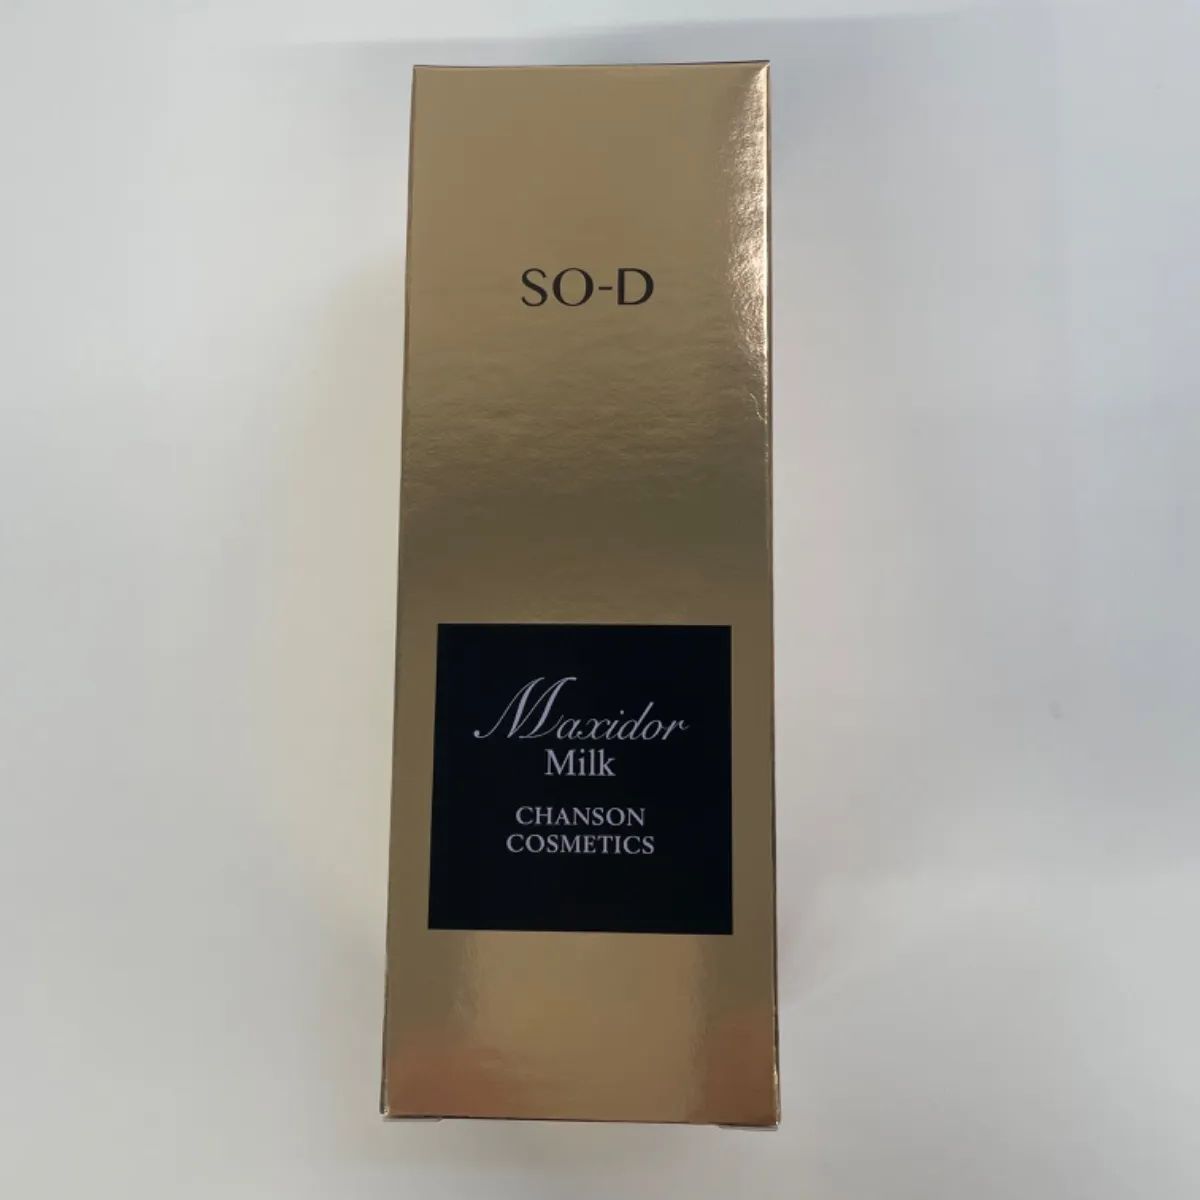 SO-D
Maxidor
Milk
CHANSON
COSMETICS